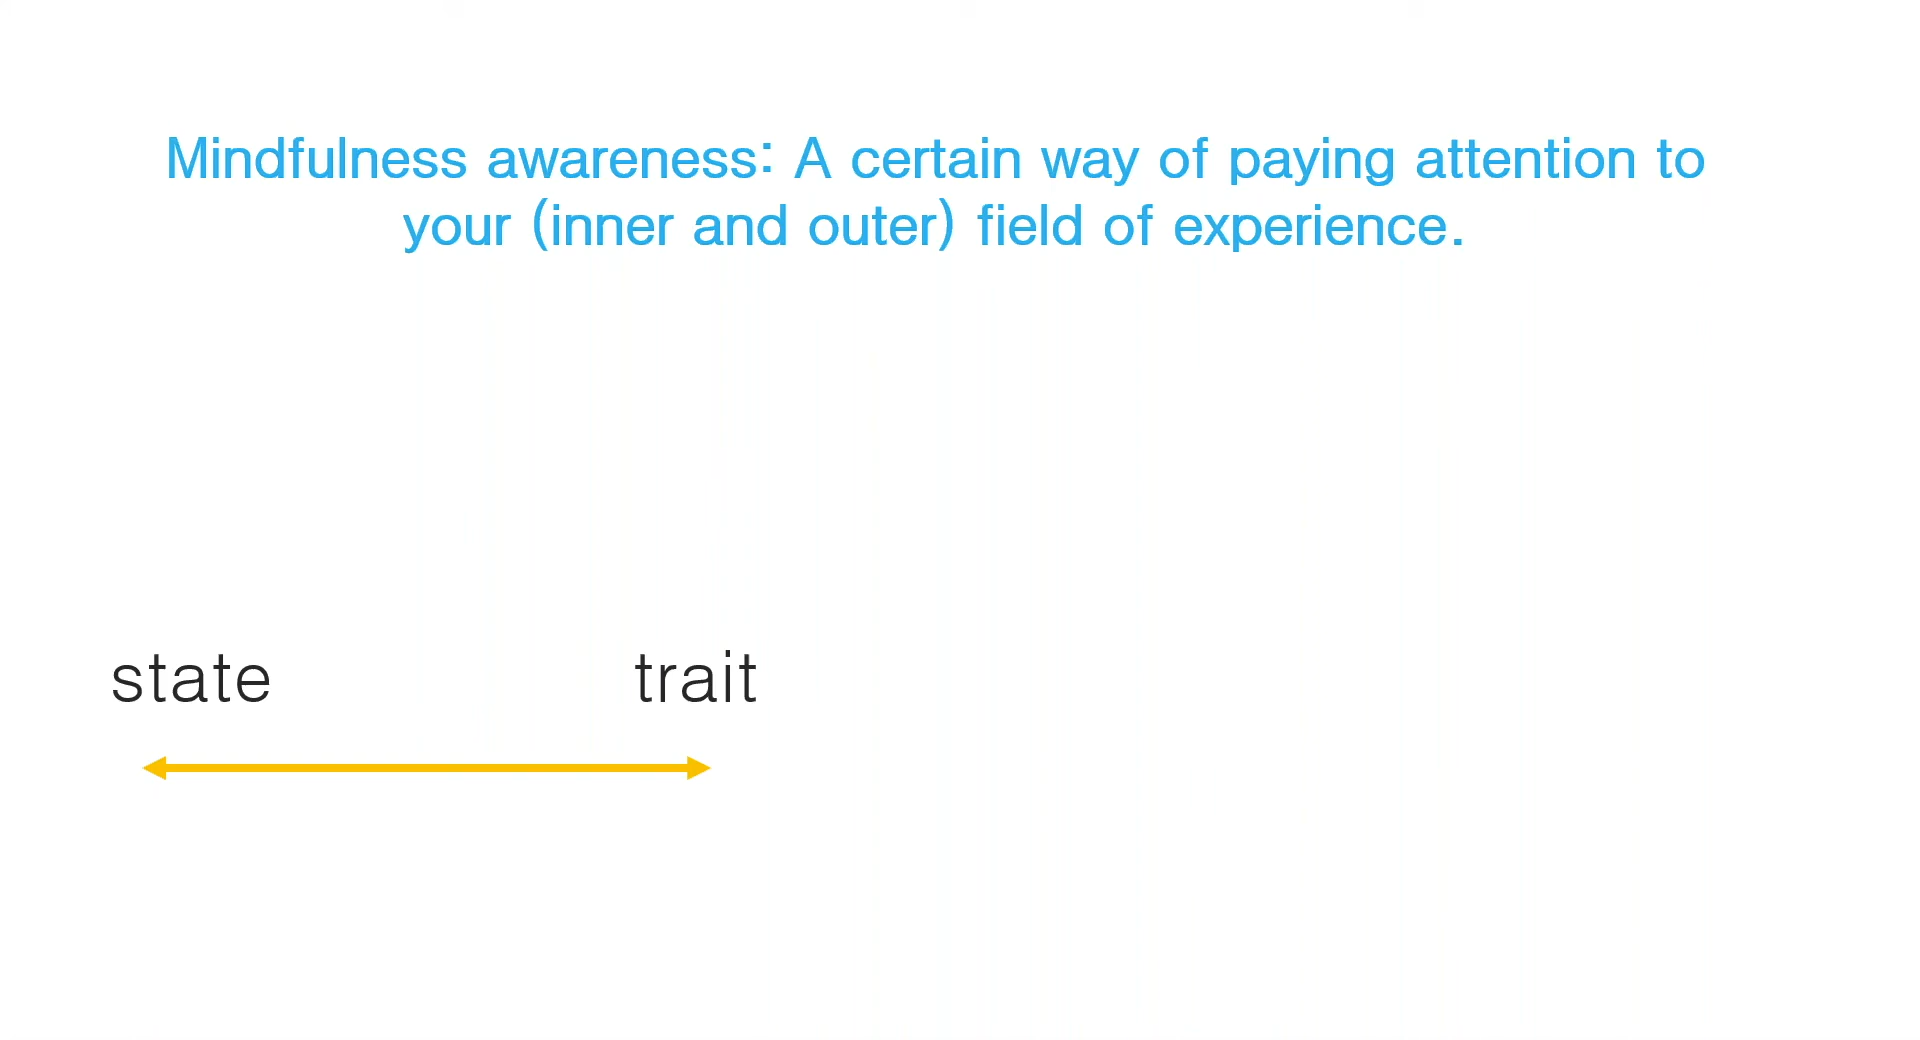 Mindfulness awareness: A certain way of paying attention to
your (inner and outer) field of experience.
state trait